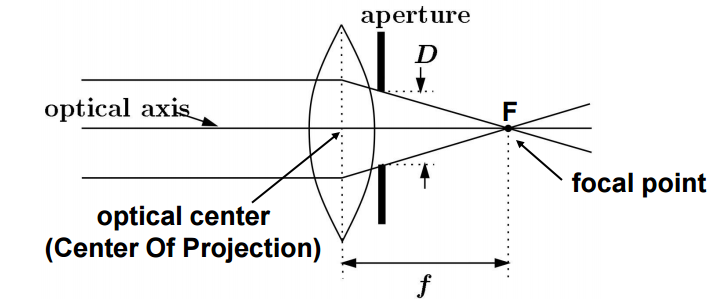 aperture
D
optical axis
F
focal point
optical center
(Center Of Projection)
f